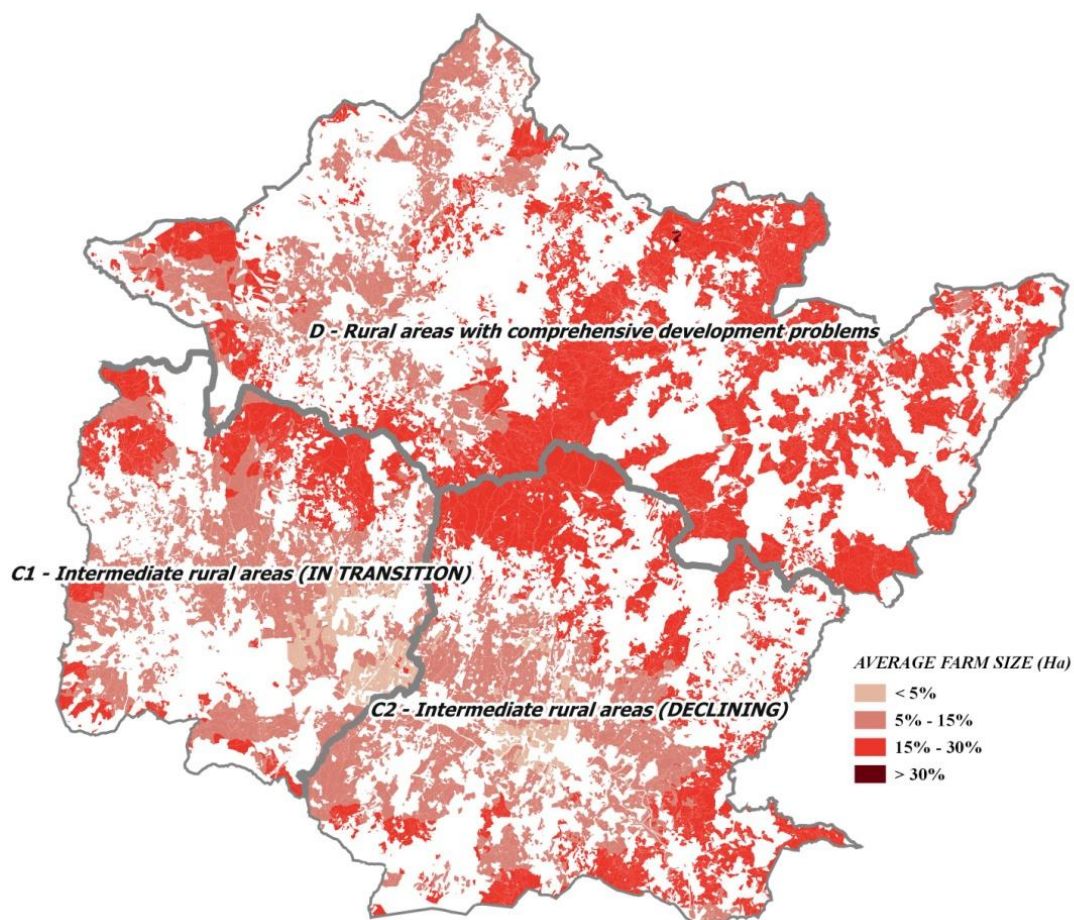 D - Rural areas with comprehensive development problems
C1 - Intermediate rural areas (IN TRANSITION)
C2 - Intermediate rural areas (DECLINING)
AVERAGE FARM SIZE (Ha)
< 5%
5% - 15%
15% - 30%
> 30%